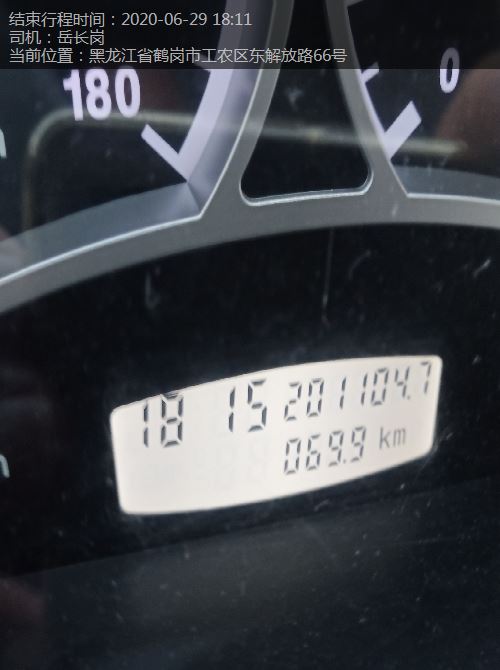 结束行程时间：2020-06-29 18:11
司机：岳长岗
当前位置：黑龙江省鹤岗市工农区东解放路66号
180
0
18 15 201104.7
069.9 km